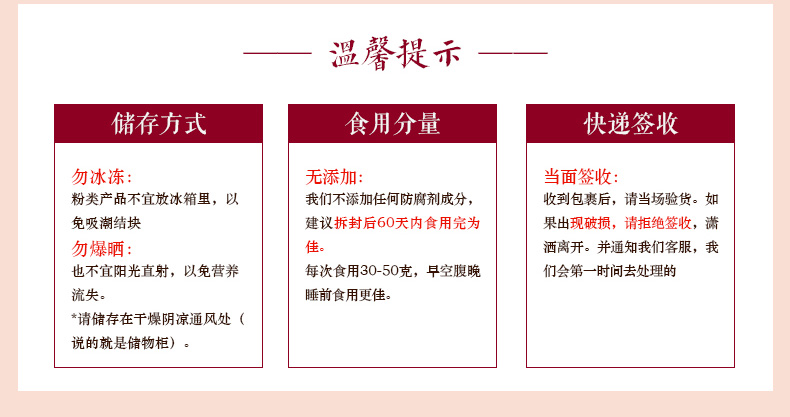 温馨提示
储存方式
勿冰冻：
粉类产品不宜放冰箱里，以
免吸潮结块
勿爆晒：
也不宜阳光直射，以免营养
流失。
*请储存在干燥阴凉通风处（
说的就是储物柜）。
食用分量
无添加：
我们不添加任何防腐剂成分，
建议拆封后60天内食用完为
佳。
每次食用30-50克，早空腹晚
睡前食用更佳。
快递签收
当面签收：
收到包裹后，请当场验货。如
果出现破损，请拒绝签收，潇
洒离开。并通知我们客服，我
们会第一时间去处理的